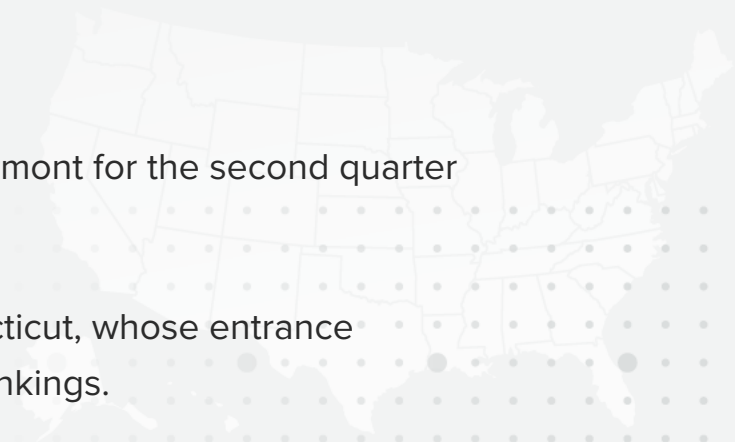 mont for the second quarter
cticut, whose entrance
nkings.